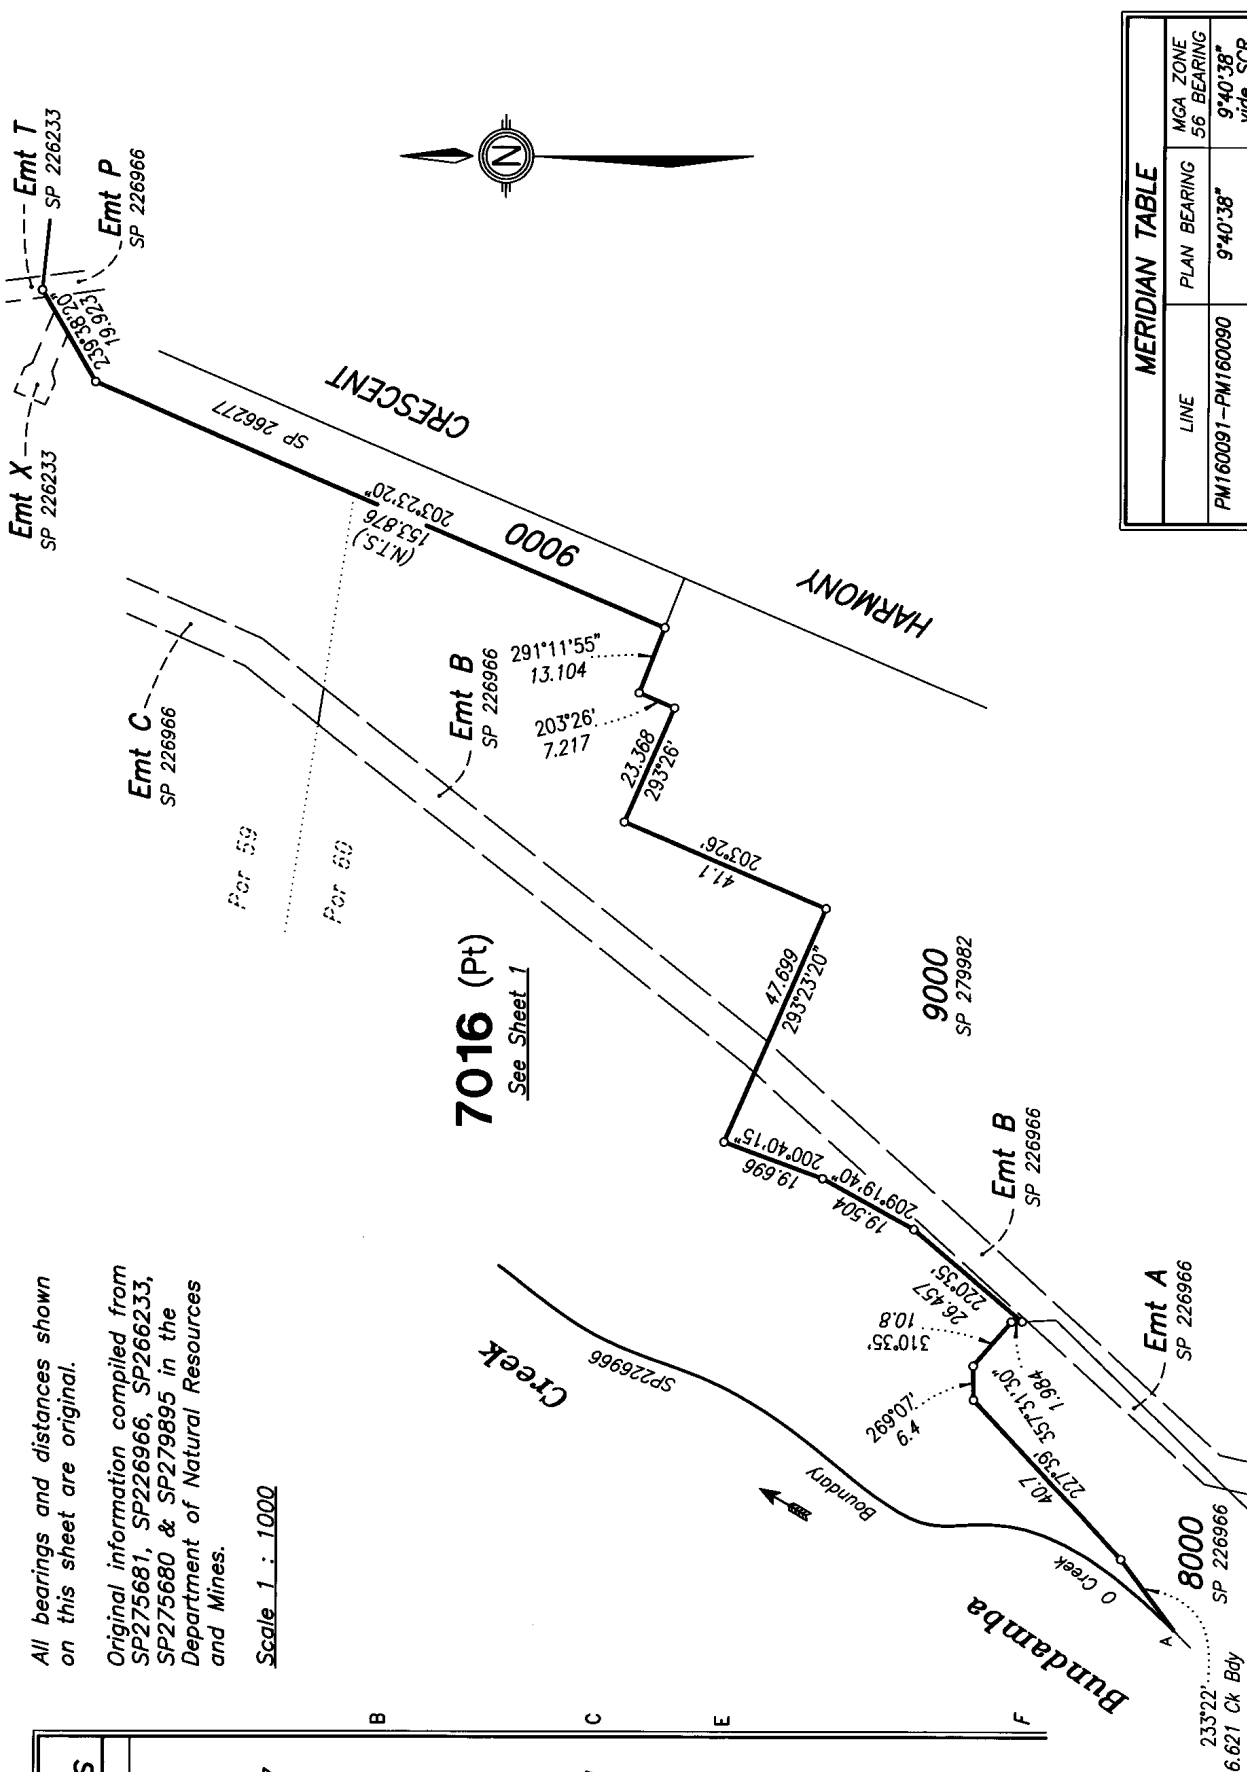 All bearings and distances shown
on this sheet are original.
Original information compiled from
SP275681, SP226966, SP266233,
SP275680 & SP279895 in the
Department of Natural Resources
and Mines.
Scale 1 : 1000
Emt X
SP 226233
Emt T
SP 226233
Emt P
SP 226966
239°38'20"
19.923
SP 266277
CRESCENT
203°23'20"
153.876
(N.T.S.)
9000
HARMONY
N
Emt C
SP 226966
Por 59
Por 60
Emt B
SP 226966
291°11'55"
13.104
203°26'
7.217
23.368
293°26'
203°26'
41.1
7016 (Pt)
See Sheet 1
47.699
293°23'20"
9000
SP 279982
200°40'15"
19.696
209°19'40"
19.504
220°35'
26.457
310°35'
10.8
357°31'30"
1.984
269°07'
6.4
227°39'
40.7
Emt B
SP 226966
Emt A
SP 226966
8000
SP 226966
Creek
SP226966
Boundary
O Creek
Bundamba
A
233°22'
6.621 Ck Bdy
B
C
E
F
S
MERIDIAN TABLE
LINE
PLAN BEARING
MGA ZONE
56 BEARING
PM160091-PM160090
9°40'38"
9°40'38"
vide SCR